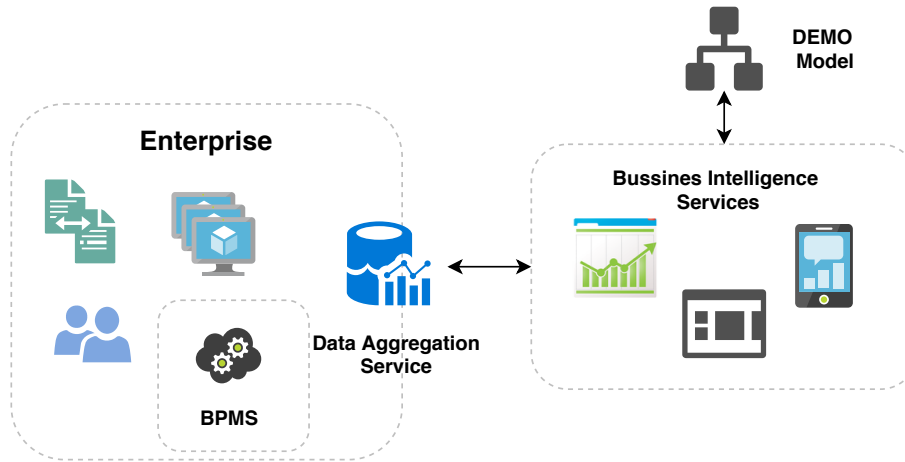 DEMO
Model
Enterprise
Bussines Intelligence
Services
Data Aggregation
Service
BPMS